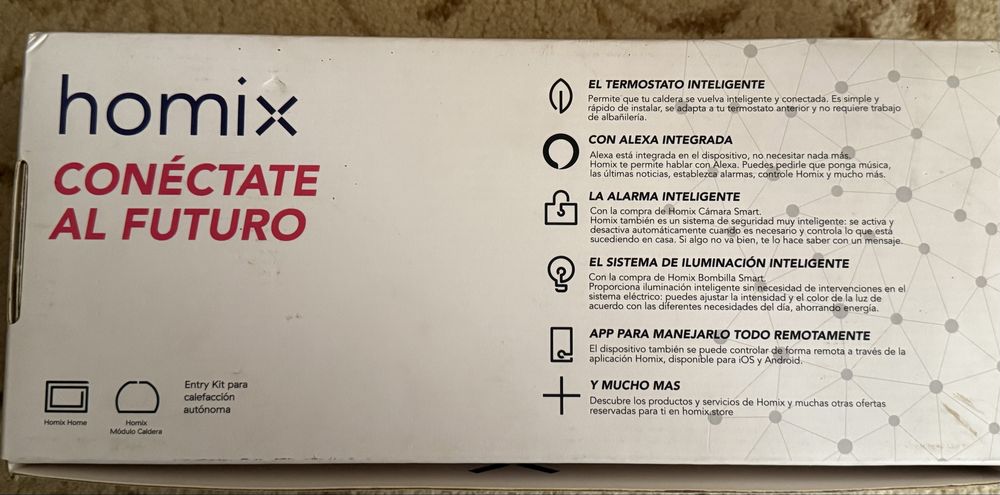 homix
CONÉCTATE
AL FUTURO
EL TERMOSTATO INTELIGENTE
Permite que tu caldera se vuelva inteligente y conectada. Es simple y
rápido de instalar, se adapta a tu termostato anterior y no requiere trabajo
de albañilería.
CON ALEXA INTEGRADA
Alexa está integrada en el dispositivo, no necesitar nada más.
Homix te permite hablar con Alexa. Puedes pedirle que ponga música,
las últimas noticias, establezca alarmas, controle Homix y mucho más.
LA ALARMA INTELIGENTE
Con la compra de Homix Cámara Smart.
Homix también es un sistema de seguridad muy inteligente: se activa y
desactiva automáticamente cuando es necesario y controla lo que está
sucediendo en casa. Si algo no va bien, te lo hace saber con un mensaje.
EL SISTEMA DE ILUMINACIÓN INTELIGENTE
Con la compra de Homix Bombilla Smart.
Proporciona iluminación inteligente sin necesidad de intervenciones en el
sistema eléctrico: puedes ajustar la intensidad y el color de la luz de
acuerdo con las diferentes necesidades del día, ahorrando energía.
APP PARA MANEJARLO TODO REMOTAMENTE
El dispositivo también se puede controlar de forma remota a través de la
aplicación Homix, disponible para iOS y Android.
Y MUCHO MAS
Descubre los productos y servicios de Homix y muchas otras ofertas
reservadas para ti en homix.store
Homix Home
Homix
Módulo Caldera
Entry Kit para
calefacción
autónoma